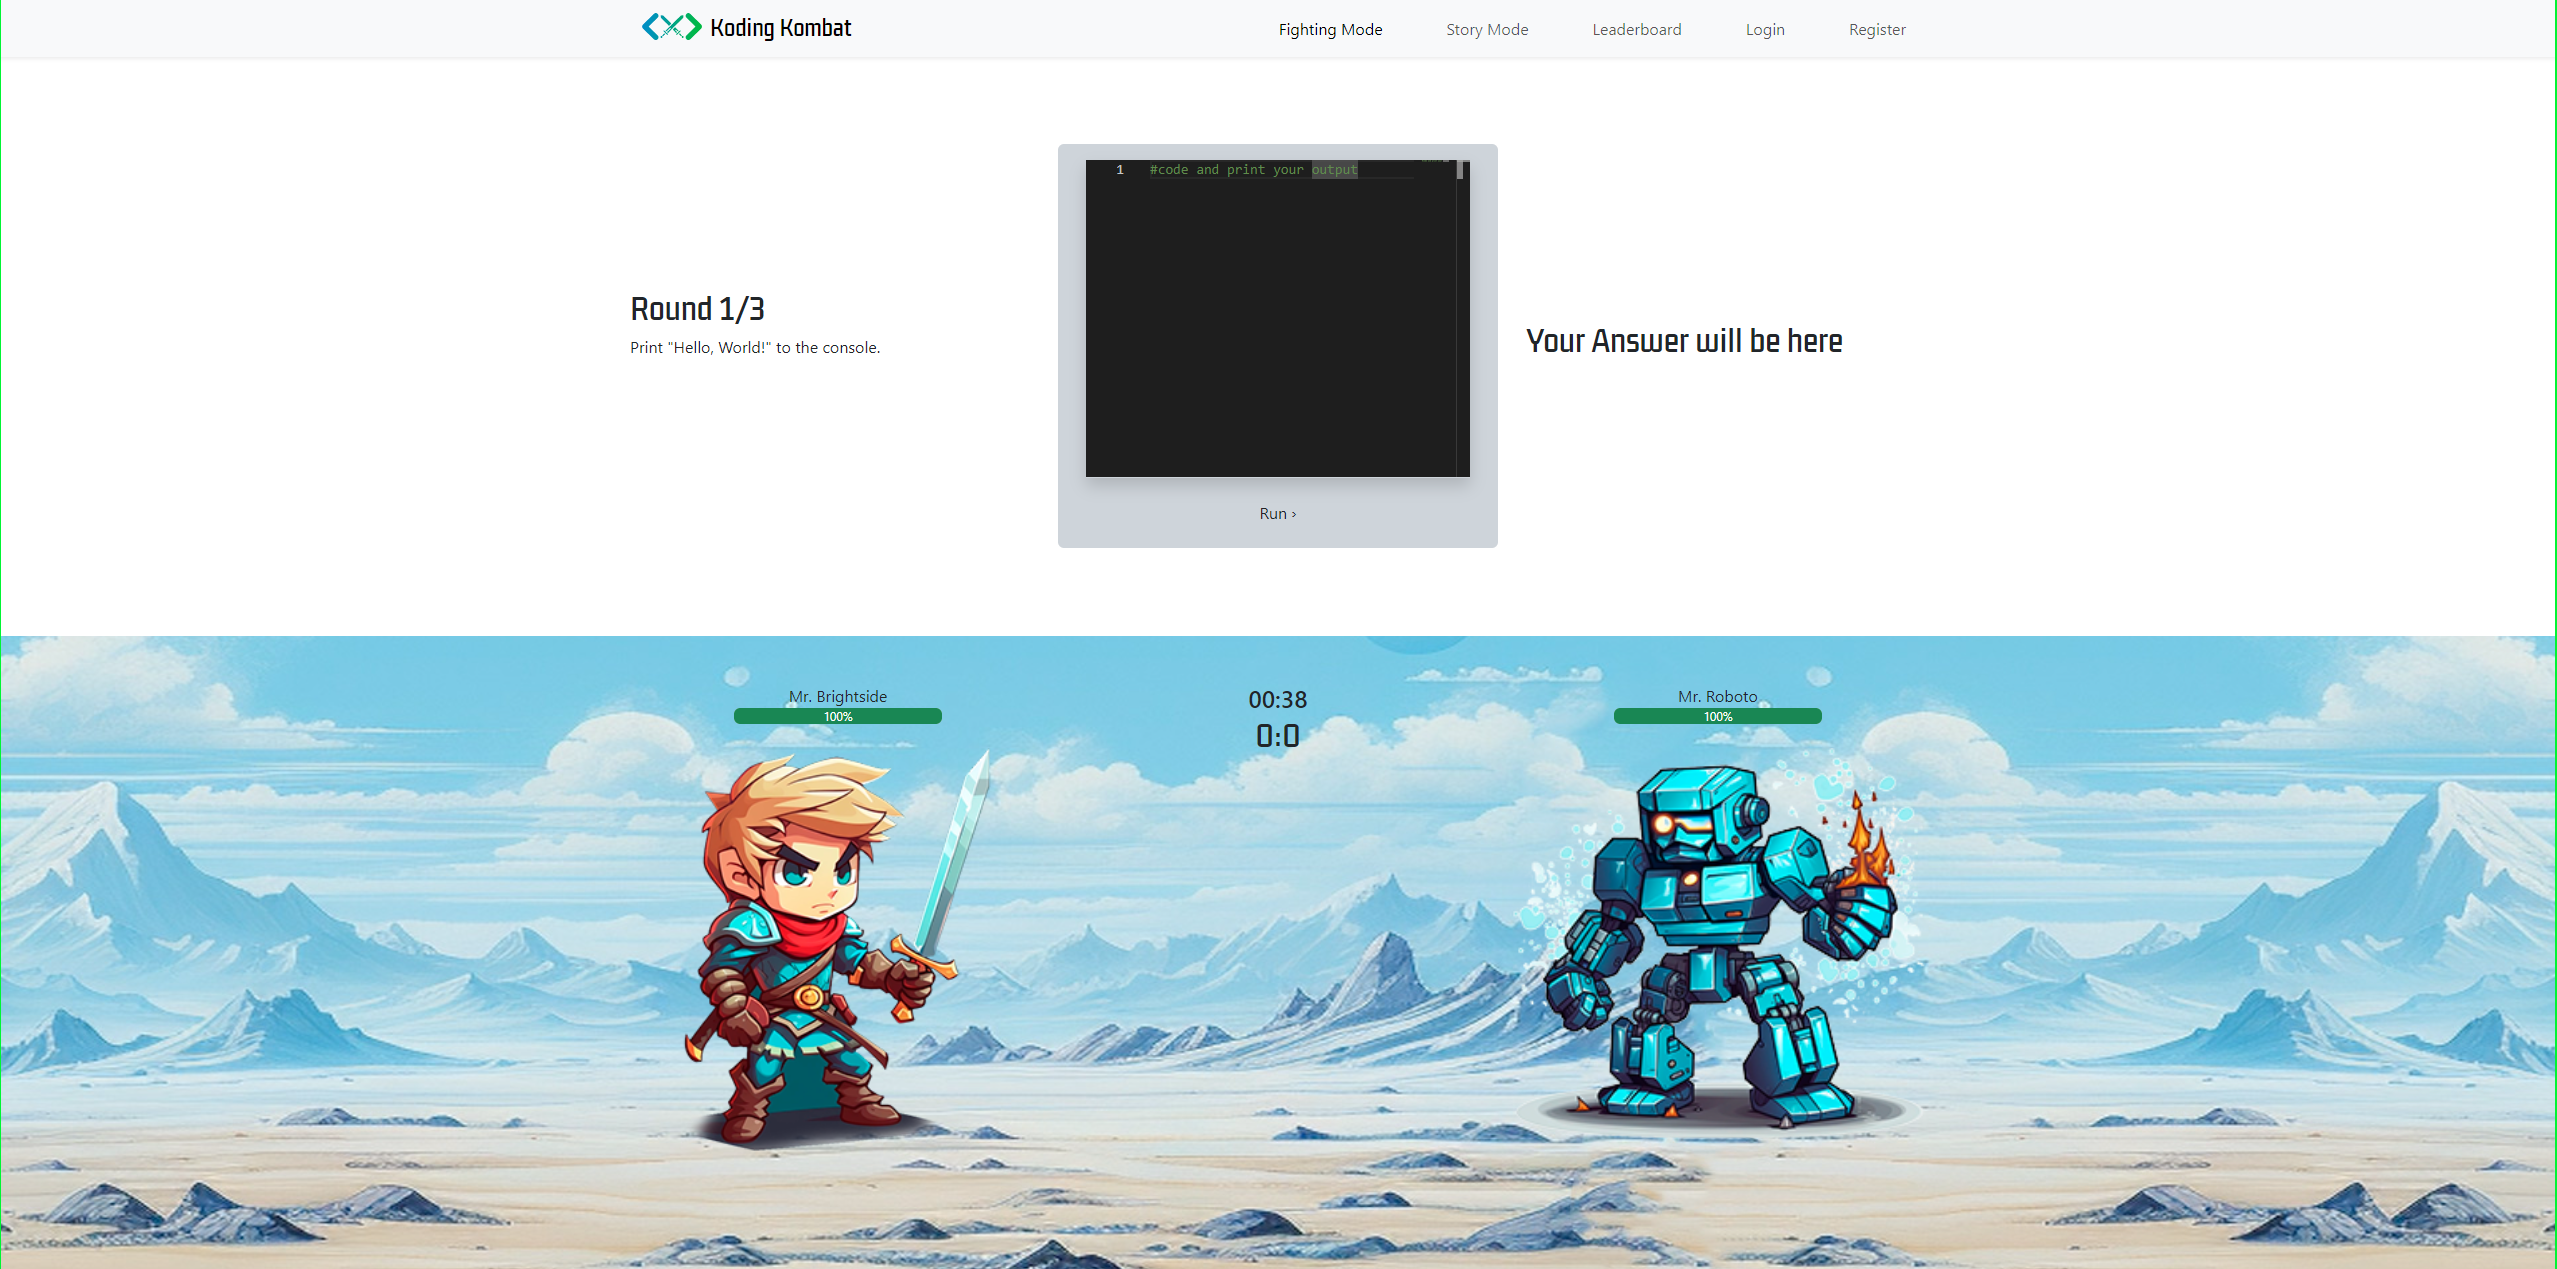 Koding Kombat
Fighting Mode
Story Mode
Leaderboard
Login
Register
Round 1/3
Print "Hello, World!" to the console.
1 #code and print your output
Run ›
Your Answer will be here
Mr. Brightside
100%
00:38
0:0
Mr. Roboto
100%